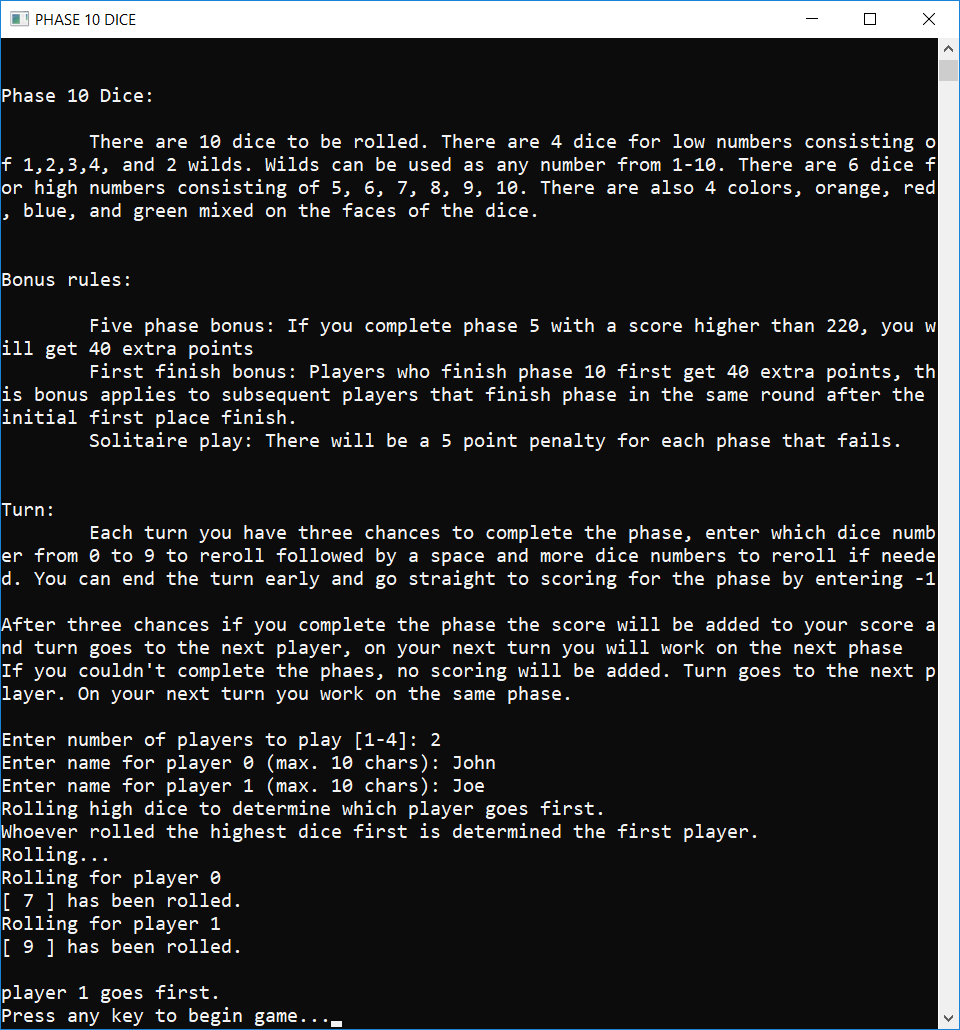 PHASE 10 DICE
Phase 10 Dice:
There are 10 dice to be rolled. There are 4 dice for low numbers consisting o
f 1,2,3,4, and 2 wilds. Wilds can be used as any number from 1-10. There are 6 dice f
or high numbers consisting of 5, 6, 7, 8, 9, 10. There are also 4 colors, orange, red
, blue, and green mixed on the faces of the dice.
Bonus rules:
Five phase bonus: If you complete phase 5 with a score higher than 220, you w
ill get 40 extra points
First finish bonus: Players who finish phase 10 first get 40 extra points, th
is bonus applies to subsequent players that finish phase in the same round after the
initial first place finish.
Solitaire play: There will be a 5 point penalty for each phase that fails.
Turn:
Each turn you have three chances to complete the phase, enter which dice numb
er from 0 to 9 to reroll followed by a space and more dice numbers to reroll if neede
d. You can end the turn early and go straight to scoring for the phase by entering -1
After three chances if you complete the phase the score will be added to your score a
nd turn goes to the next player, on your next turn you will work on the next phase
If you couldn't complete the phaes, no scoring will be added. Turn goes to the next p
layer. On your next turn you work on the same phase.
Enter number of players to play [1-4]: 2
Enter name for player 0 (max. 10 chars): John
Enter name for player 1 (max. 10 chars): Joe
Rolling high dice to determine which player goes first.
Whoever rolled the highest dice first is determined the first player.
Rolling...
Rolling for player 0
[ 7 ] has been rolled.
Rolling for player 1
[ 9 ] has been rolled.
player 1 goes first.
Press any key to begin game...